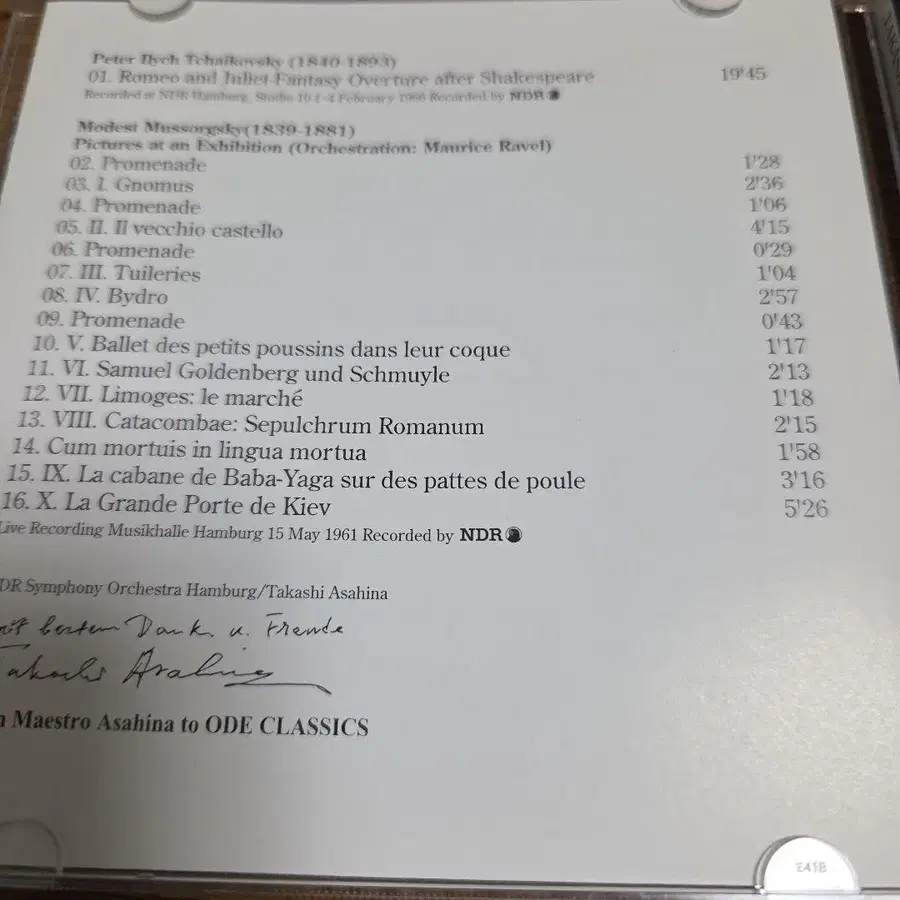 Peter Ilych Tchaikovsky (1840-1893)
01. Romeo and Juliet-Fantasy Overture after Shakespeare 19'45
Recorded at NDR Hamburg, Studio 10 1-4 February Recorded by NDR
Modest Mussorgsky(1839-1881)
Pictures at an Exhibition (Orchestration: Maurice Ravel)
02. Promenade 1'28
03. I. Gnomus 2'36
04. Promenade 1'06
05. II. Il vecchio castello 4'15
06. Promenade 0'29
07. III. Tuileries 1'04
08. IV. Bydro 2'57
09. Promenade 0'43
10. V. Ballet des petits poussins dans leur coque 1'17
11. VI. Samuel Goldenberg und Schmuyle 2'13
12. VII. Limoges: le marché 1'18
13. VIII. Catacombae: Sepulchrum Romanum 2'15
14. Cum mortuis in lingua mortua 1'58
15. IX. La cabane de Baba-Yaga sur des pattes de poule 3'16
16. X. La Grande Porte de Kiev 5'26
Live Recording Musikhalle Hamburg 15 May 1961 Recorded by NDR
DR Symphony Orchestra Hamburg/Takashi Asahina
mit bestem Dank u. Freude
Takashi Asahina
Maestro Asahina to ODE CLASSICS